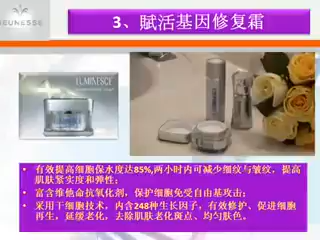 JEUNESSE
3、賦活基因修复霜
LUMINESCE
• 有效提高细胞保水度达85%,两小时内可减少细纹与皱纹，提高
肌肤紧实度和弹性；
• 富含维他命抗氧化剂，保护细胞免受自由基攻击；
• 采用干细胞技术，内含248种生长因子，有效修护、促进细胞
再生，延缓老化，去除肌肤老化斑点、均匀肤色。